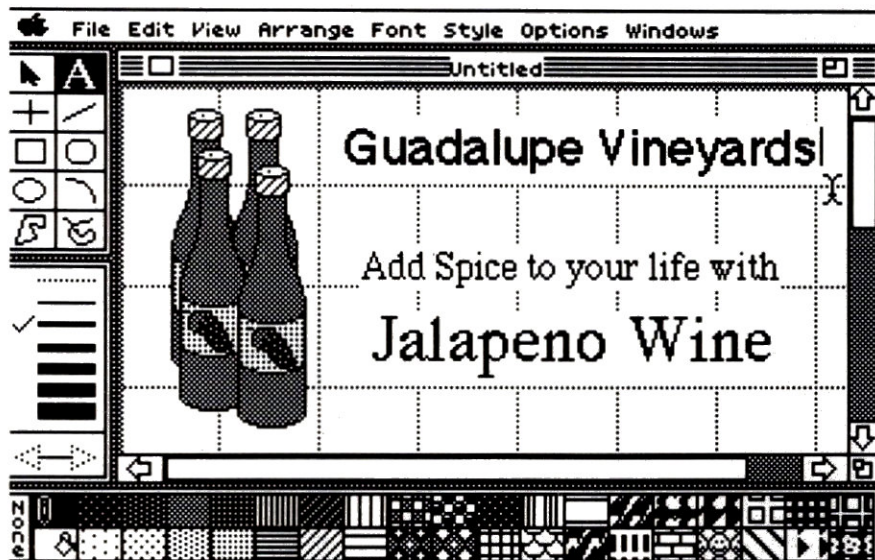 File Edit View Arrange Font Style Options Windows
A
Untitled
Guadalupe Vineyards
Add Spice to your life with
Jalapeno Wine
None